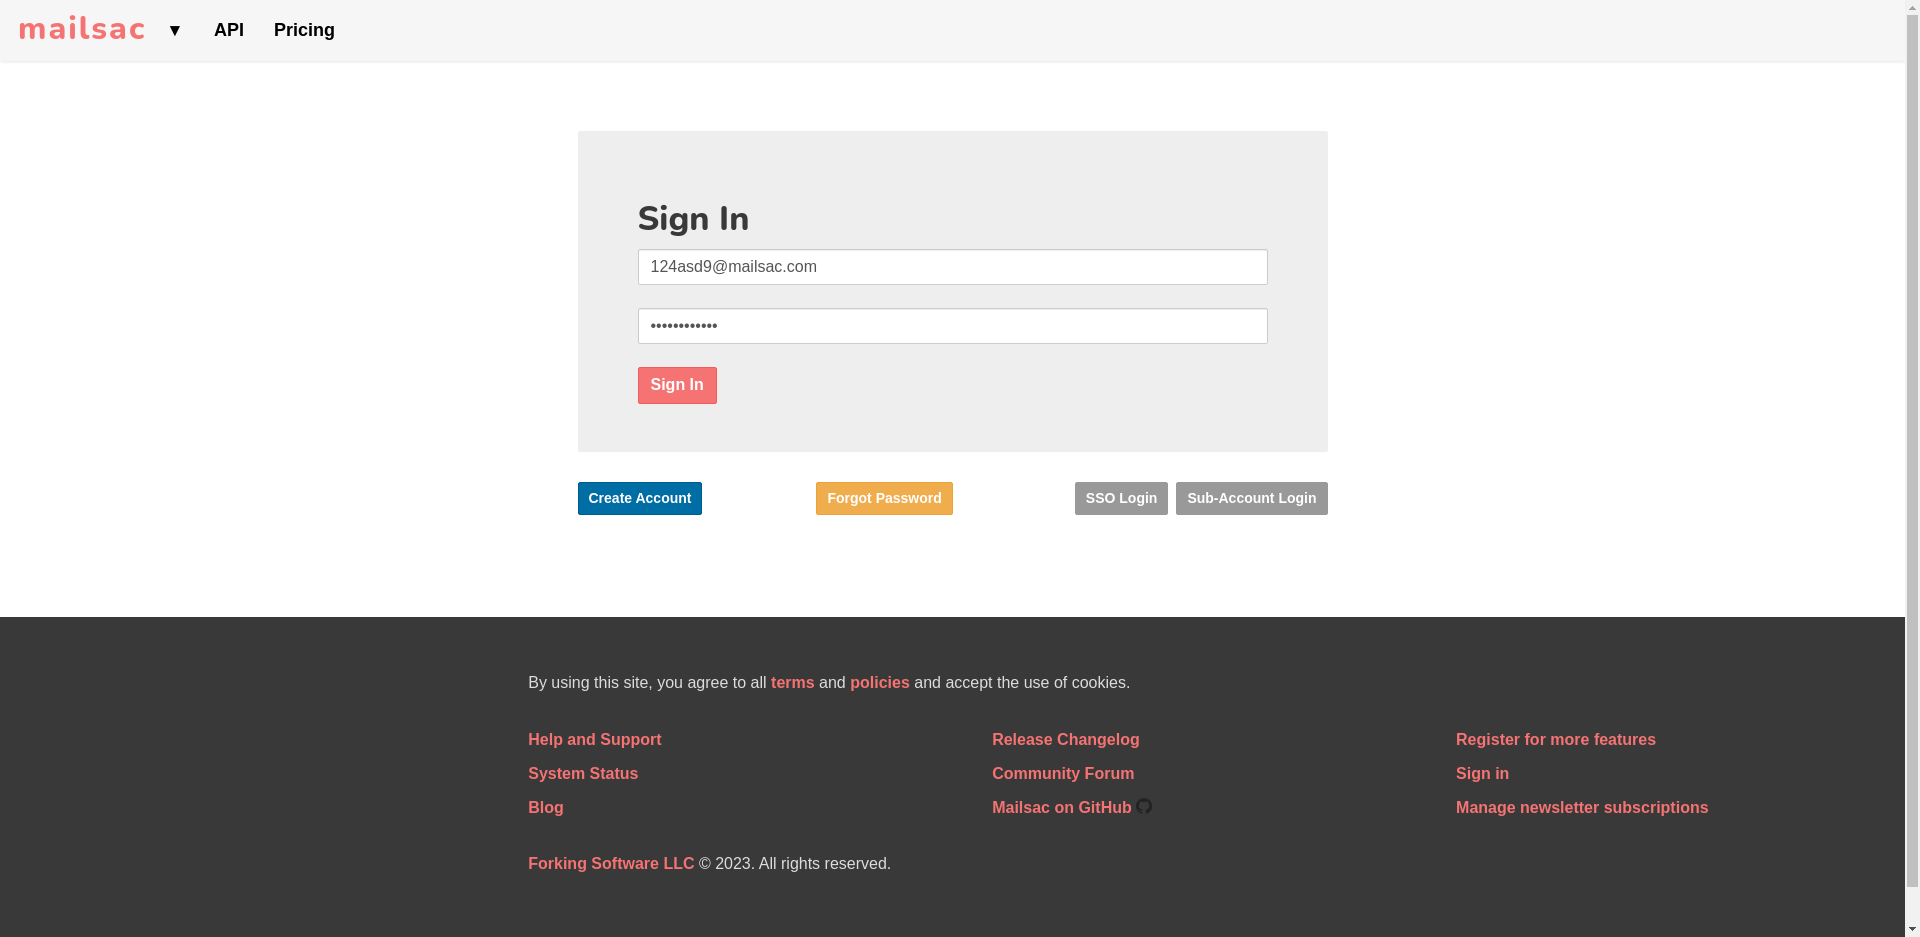 mailsac ▼ API Pricing
Sign In
124asd9@mailsac.com
••••••••••••
Sign In
Create Account Forgot Password SSO Login Sub-Account Login
By using this site, you agree to all terms and policies and accept the use of cookies.
Help and Support Release Changelog Register for more features
System Status Community Forum Sign in
Blog Mailsac on GitHub Manage newsletter subscriptions
Forking Software LLC © 2023. All rights reserved.